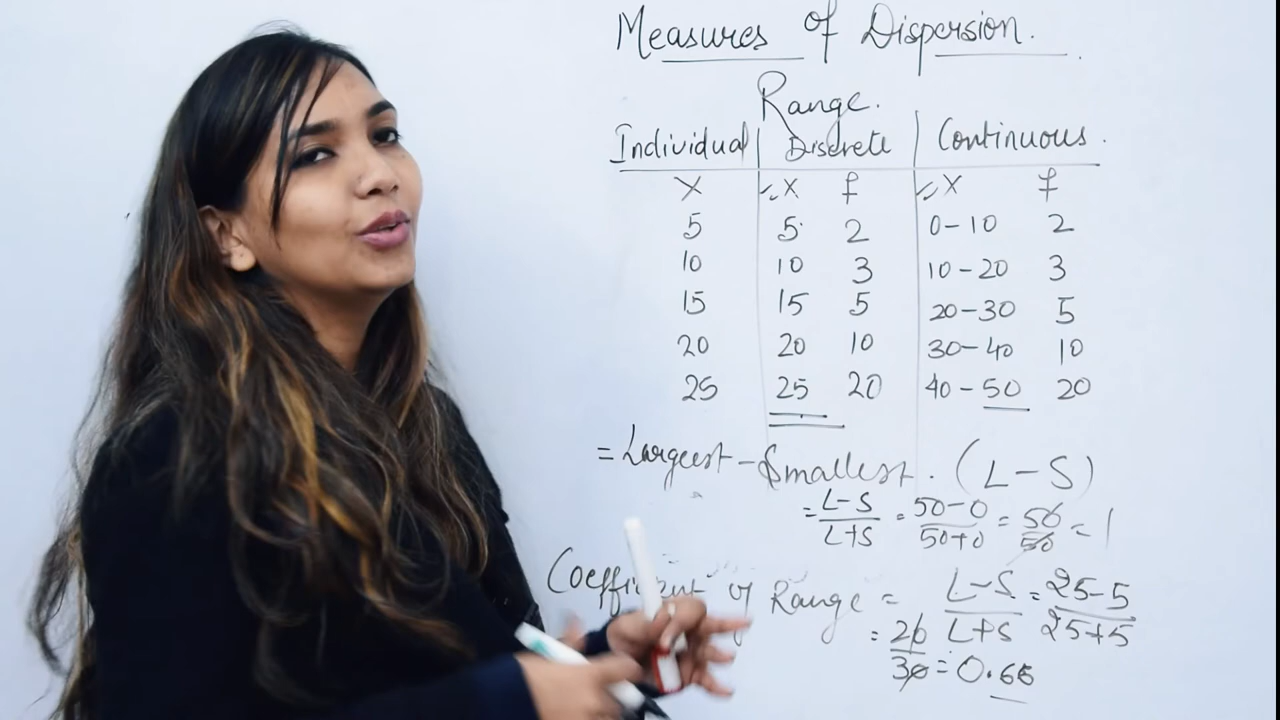 Measures of Dispersion.
Range.
Individual | Discrete | Continuous.
X X f X f
5 5 2 0-10 2
10 10 3 10-20 3
15 15 5 20-30 5
20 20 10 30-40 10
25 25 20 40-50 20
= Largest - Smallest. (L-S)
= L-S / L+S = 50-0 / 50+0 = 50 / 50 = 1
Coefficient of Range = L-S / L+S = 25-5 / 25+5
= 20 / 30 = 0.66